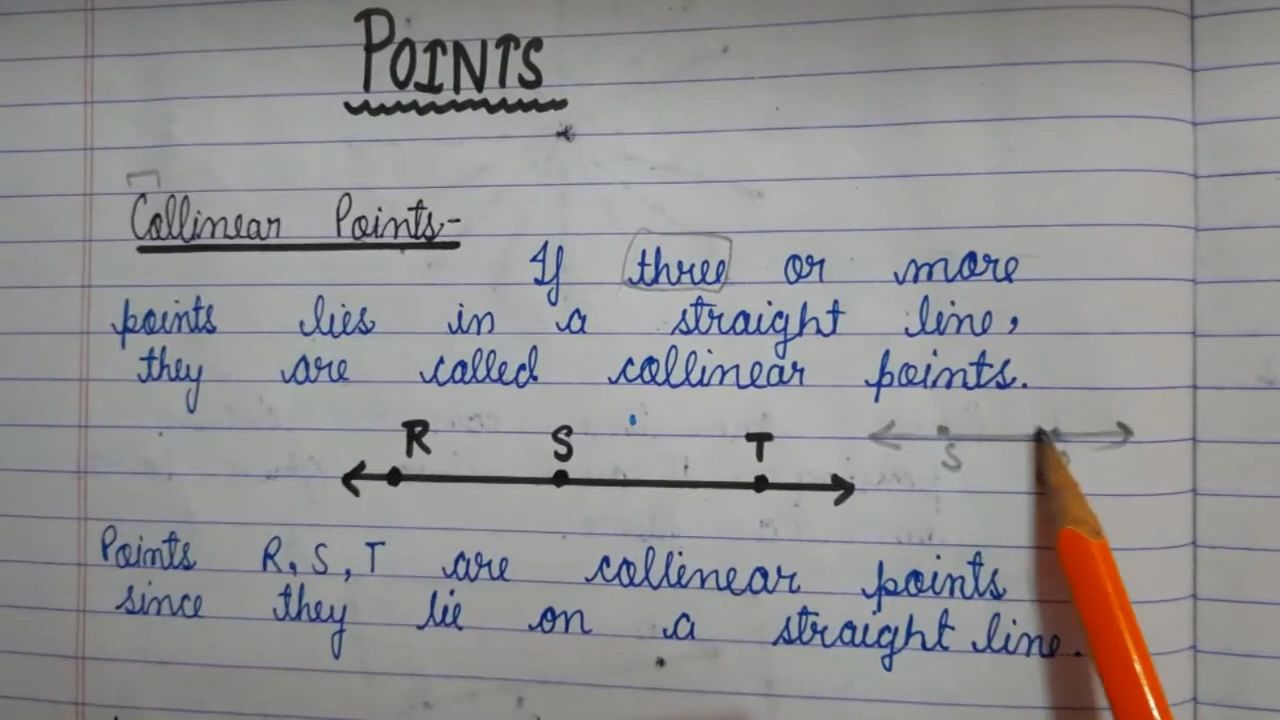 POINTS
Collinear Points-
If three or more
points lies in a straight line,
they are called collinear points.
R S T
S
Points R, S, T are collinear points
since they lie on a straight line.